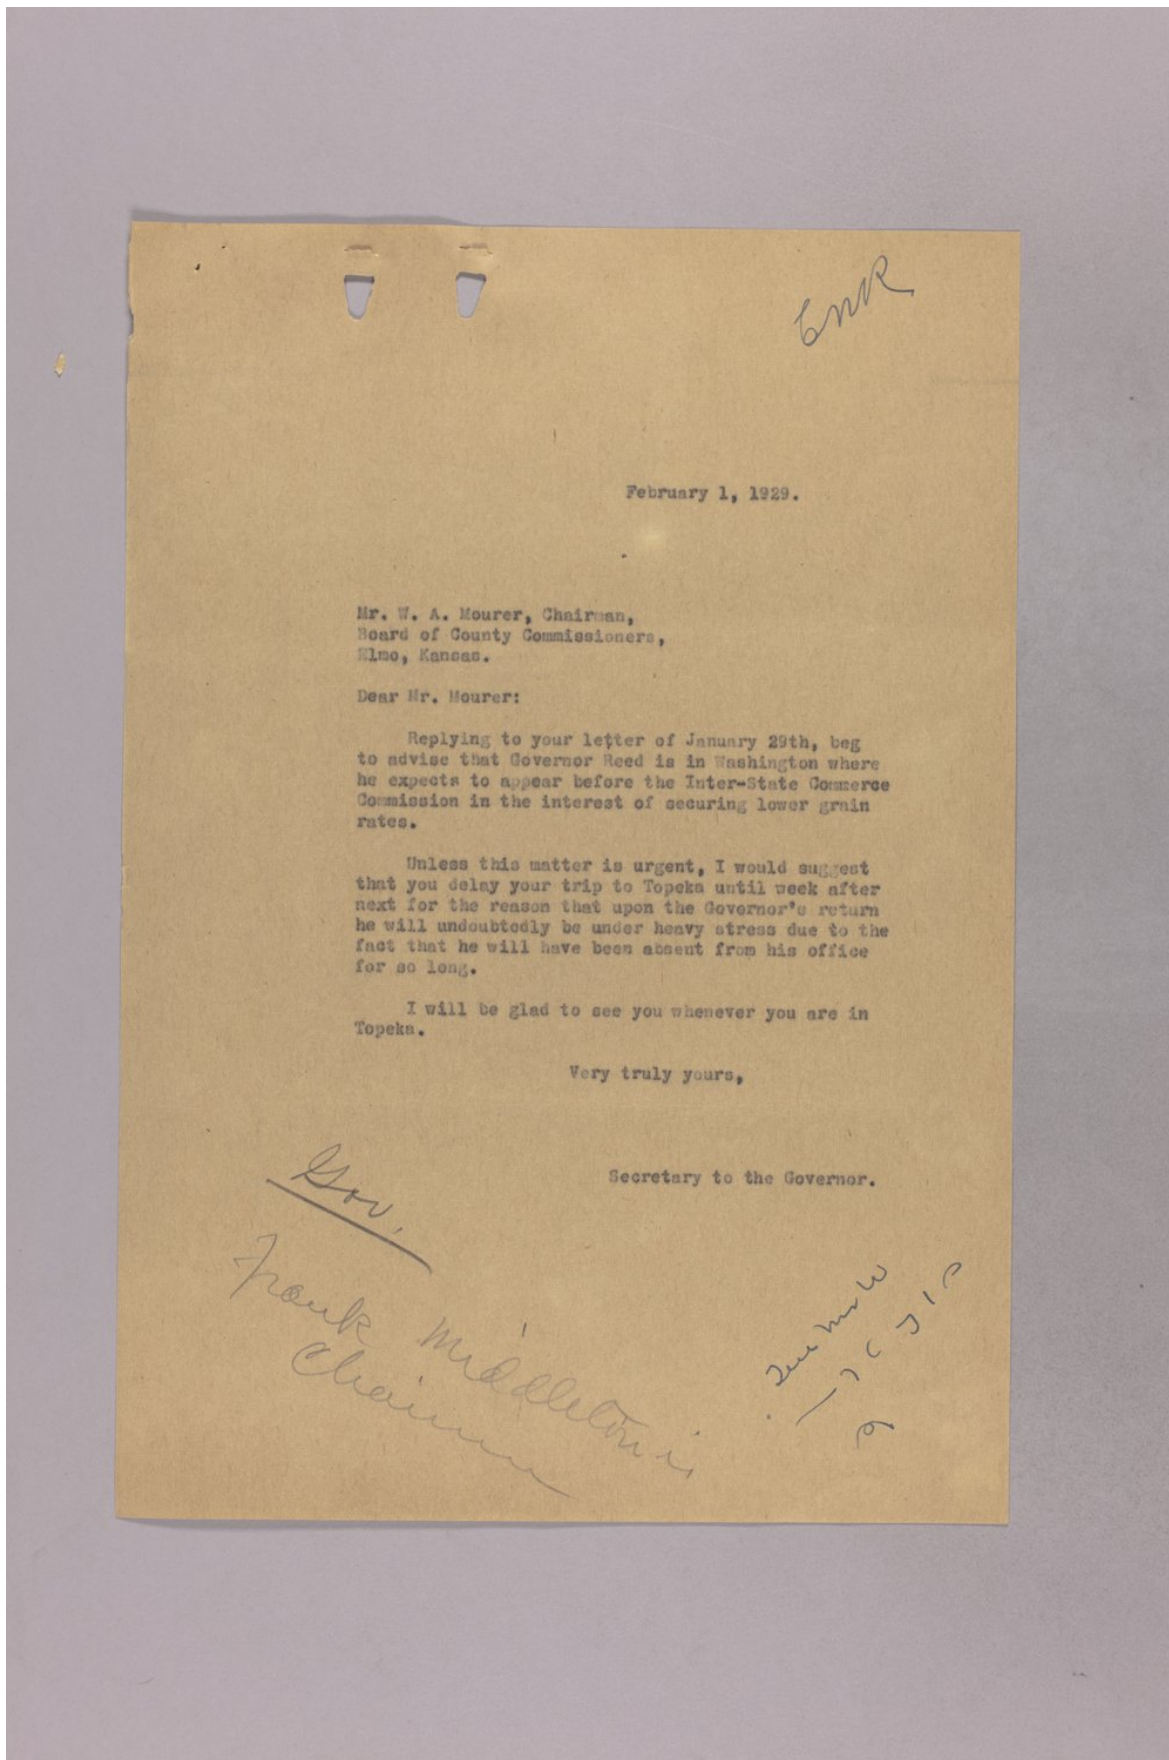 February 1, 1929.
Mr. W. A. Mourer, Chairman,
Board of County Commissioners,
Elmo, Kansas.
Dear Mr. Mourer:
Replying to your letter of January 29th, beg
to advise that Governor Reed is in Washington where
he expects to appear before the Inter-State Commerce
Commission in the interest of securing lower grain
rates.
Unless this matter is urgent, I would suggest
that you delay your trip to Topeka until week after
next for the reason that upon the Governor's return
he will undoubtedly be under heavy stress due to the
fact that he will have been absent from his office
for so long.
I will be glad to see you whenever you are in
Topeka.
Very truly yours,
Secretary to the Governor.
Gov.
Frank Middleton is
Chairman